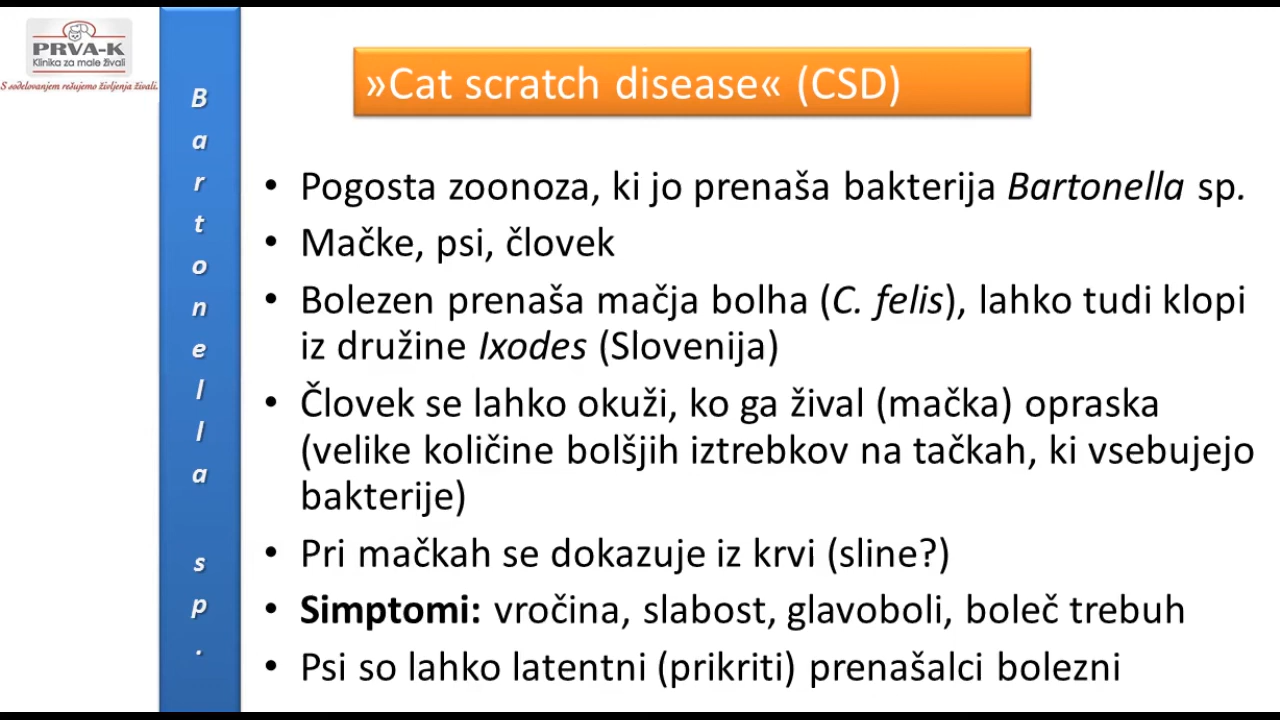 PRVA-K
Klinika za male živali
S sodelovanjem rešujemo življenja živali.
Bartonella sp.
»Cat scratch disease« (CSD)
• Pogosta zoonoza, ki jo prenaša bakterija Bartonella sp.
• Mačke, psi, človek
• Bolezen prenaša mačja bolha (C. felis), lahko tudi klopi
iz družine Ixodes (Slovenija)
• Človek se lahko okuži, ko ga žival (mačka) opraska
(velike količine bolšjih iztrebkov na tačkah, ki vsebujejo
bakterije)
• Pri mačkah se dokazuje iz krvi (sline?)
• Simptomi: vročina, slabost, glavoboli, boleč trebuh
• Psi so lahko latentni (prikriti) prenašalci bolezni